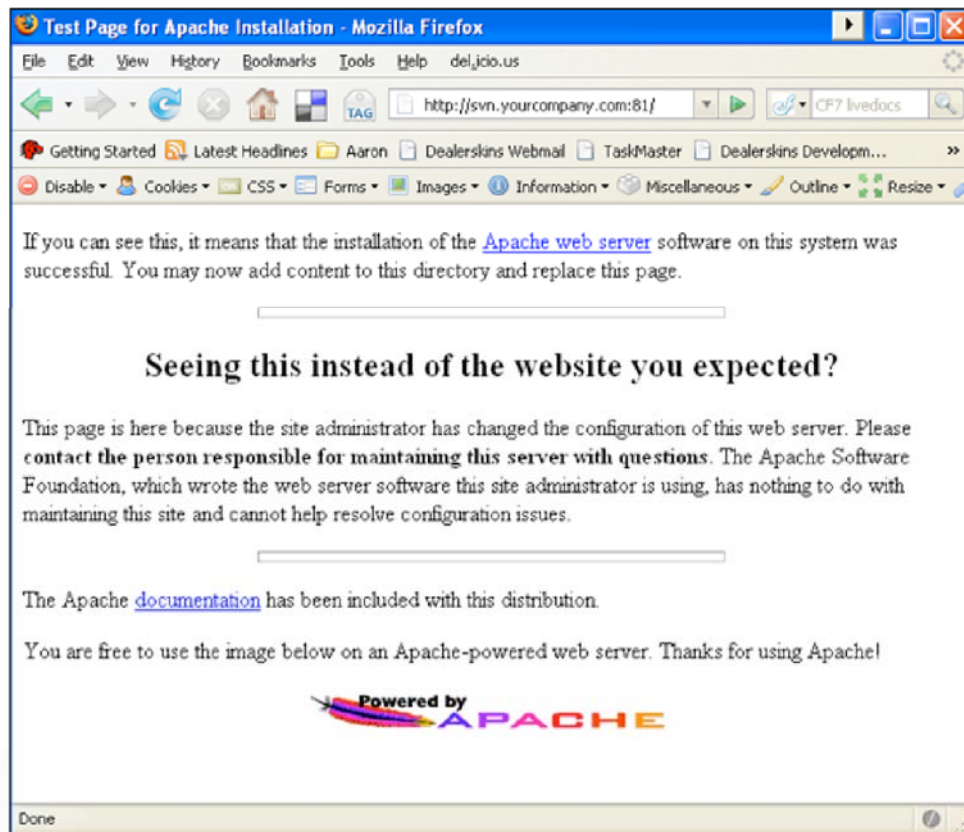 Test Page for Apache Installation - Mozilla Firefox
File Edit View History Bookmarks Tools Help del.icio.us
TAG http://svn.yourcompany.com:81/ CF7 livedocs
Getting Started Latest Headlines Aaron Dealerskins Webmail TaskMaster Dealerskins Developm... »
Disable Cookies CSS Forms Images Information Miscellaneous Outline Resize
If you can see this, it means that the installation of the Apache web server software on this system was
successful. You may now add content to this directory and replace this page.
Seeing this instead of the website you expected?
This page is here because the site administrator has changed the configuration of this web server. Please
contact the person responsible for maintaining this server with questions. The Apache Software
Foundation, which wrote the web server software this site administrator is using, has nothing to do with
maintaining this site and cannot help resolve configuration issues.
The Apache documentation has been included with this distribution.
You are free to use the image below on an Apache-powered web server. Thanks for using Apache!
Powered by
APACHE
Done